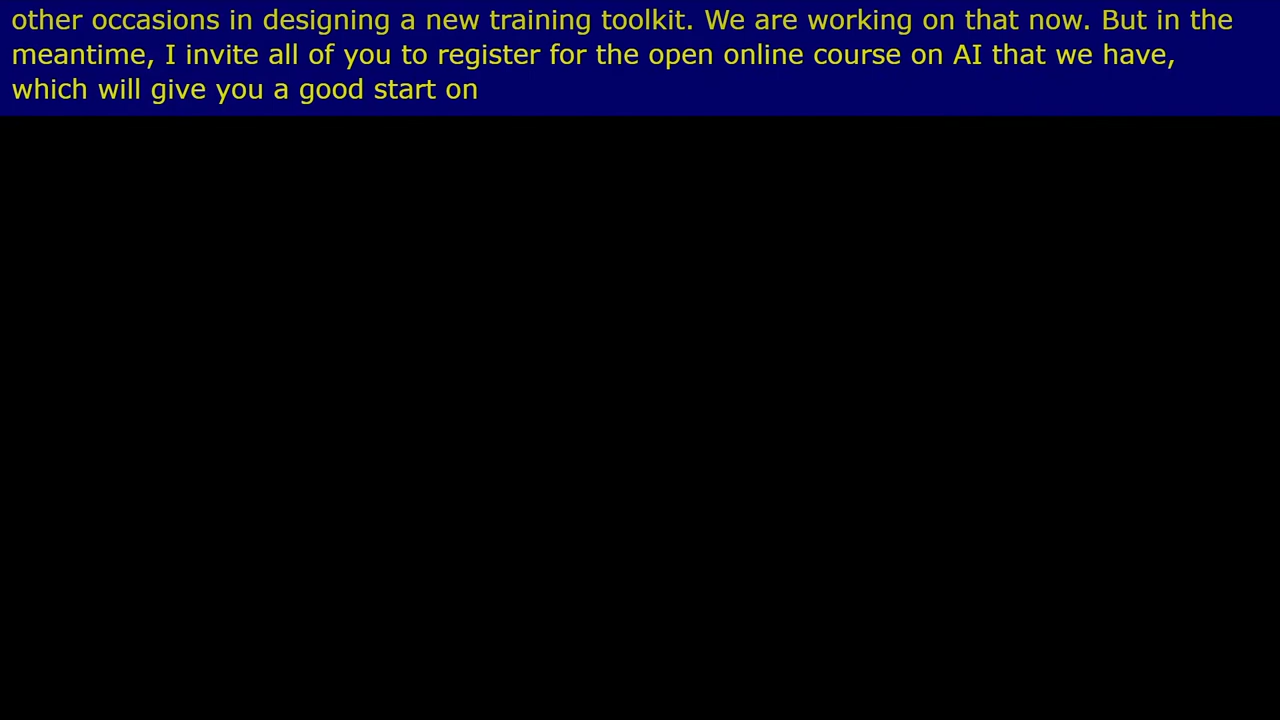 other occasions in designing a new training toolkit. We are working on that now. But in the
meantime, I invite all of you to register for the open online course on AI that we have,
which will give you a good start on